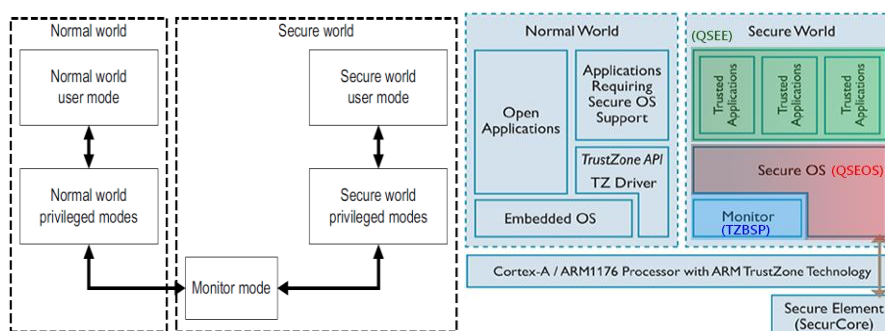 Normal world
Secure world
Normal world
user mode
Secure world
user mode
Normal world
privileged modes
Secure world
privileged modes
Monitor mode
Normal World
Open
Applications
Applications
Requiring
Secure OS
Support
TrustZone API
TZ Driver
Embedded OS
Secure World
(QSEE)
Trusted
Applications
Trusted
Applications
Trusted
Applications
Secure OS (QSEOS)
Monitor
(TZBSP)
Cortex-A / ARM1176 Processor with ARM TrustZone Technology
Secure Element
(SecurCore)